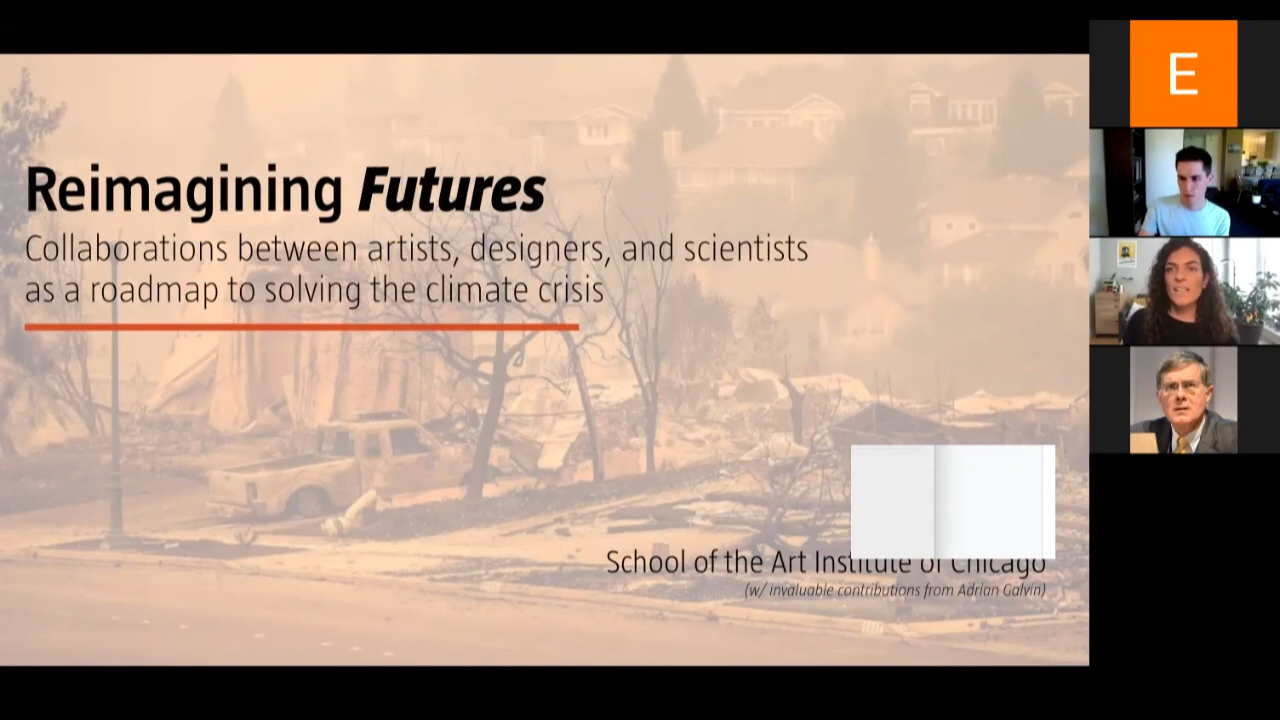 Reimagining Futures
Collaborations between artists, designers, and scientists
as a roadmap to solving the climate crisis
School of the Art Institute of Chicago
(w/ invaluable contributions from Adrian Galvin)
E